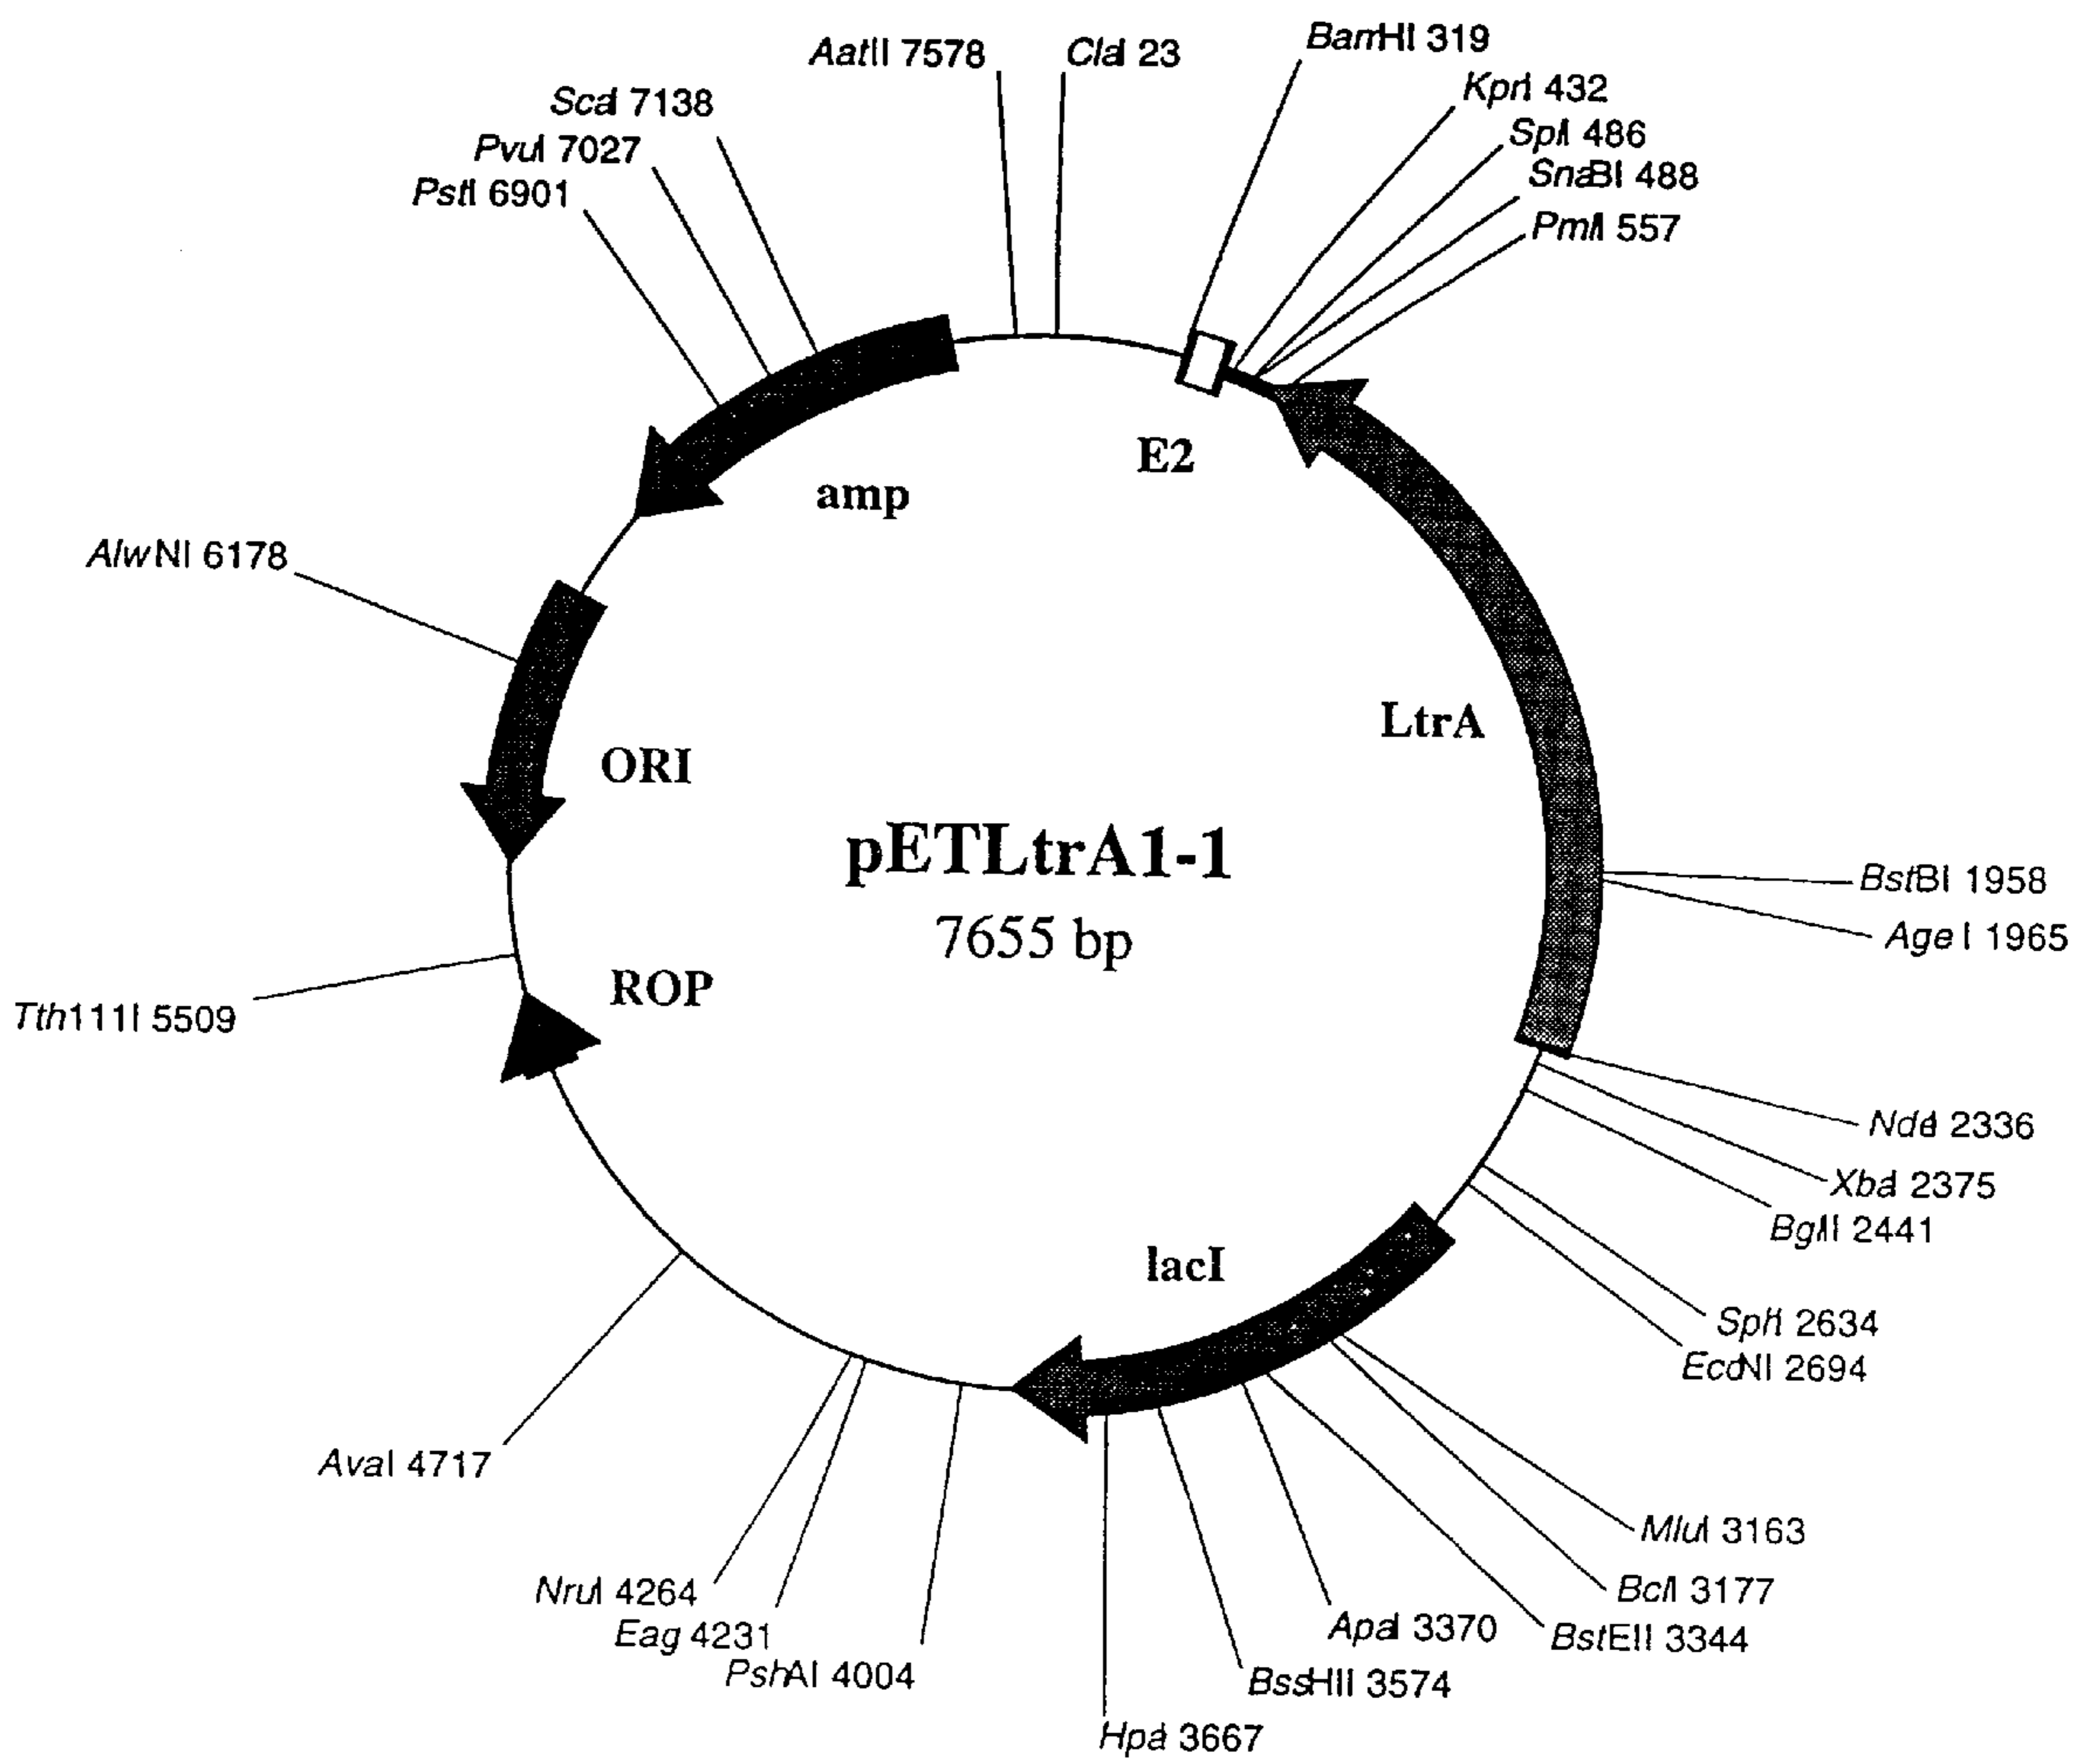 AatII 7578
ClaI 23
BamHI 319
KpnI 432
SplI 486
SnaBI 488
PmlI 557
ScaI 7138
PvuI 7027
PstI 6901
E2
amp
AlwNI 6178
LtrA
ORI
pETLtrA1-1
7655 bp
BstBI 1958
AgeI 1965
ROP
Tth111I 5509
NdeI 2336
XbaI 2375
BglII 2441
lacI
SphI 2634
EcoNI 2694
AvaI 4717
MluI 3163
BclI 3177
BstEII 3344
ApaI 3370
BssHII 3574
HpaI 3667
NruI 4264
Eag 4231
PshAI 4004